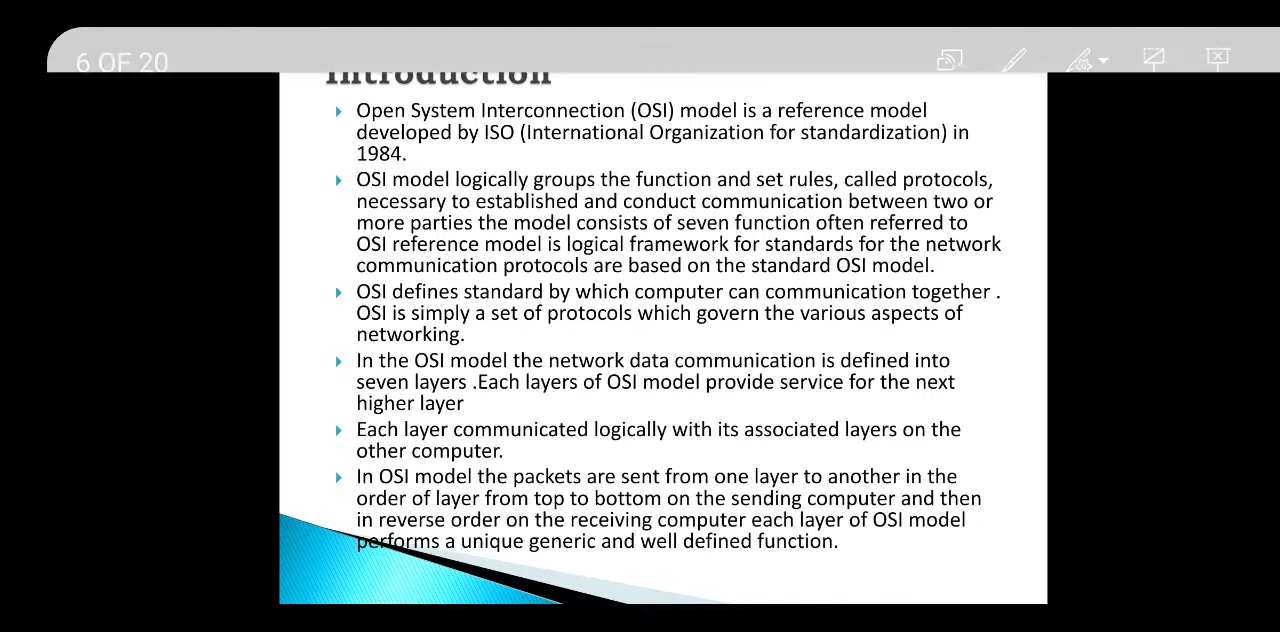 6 OF 20
Introduction
Open System Interconnection (OSI) model is a reference model
developed by ISO (International Organization for standardization) in
1984.
OSI model logically groups the function and set rules, called protocols,
necessary to established and conduct communication between two or
more parties the model consists of seven function often referred to
OSI reference model is logical framework for standards for the network
communication protocols are based on the standard OSI model.
OSI defines standard by which computer can communication together .
OSI is simply a set of protocols which govern the various aspects of
networking.
In the OSI model the network data communication is defined into
seven layers .Each layers of OSI model provide service for the next
higher layer
Each layer communicated logically with its associated layers on the
other computer.
In OSI model the packets are sent from one layer to another in the
order of layer from top to bottom on the sending computer and then
in reverse order on the receiving computer each layer of OSI model
performs a unique generic and well defined function.